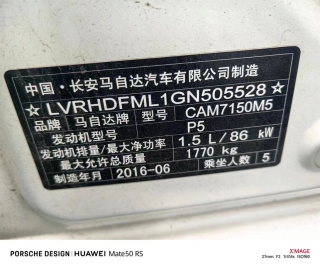 中国·长安马自达汽车有限公司制造
★LVRHDFML1GN505528★
品牌 马自达牌 型号 CAM7150M5
发动机型号 P5
发动机排量/最大净功率 1.5 L/86 kW
最大允许总质量 1770 kg 乘坐人数 5
制造年月 2016-06
PORSCHE DESIGN HUAWEI Mate50 RS
XMAGE